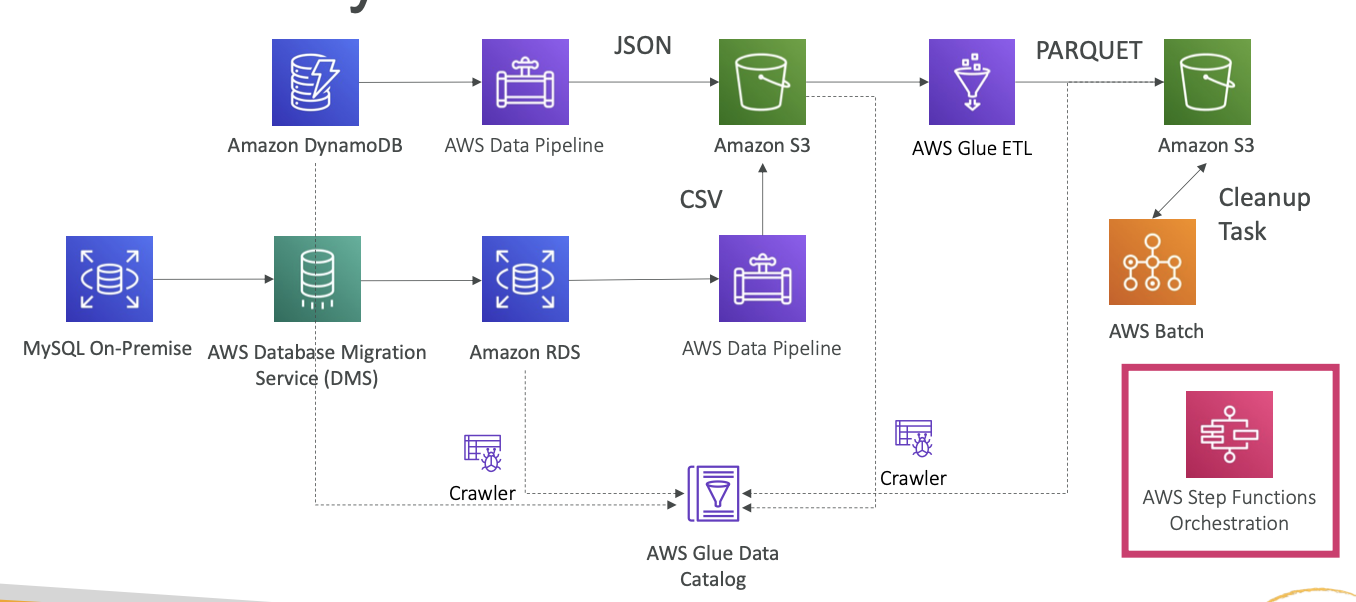 JSON
PARQUET
Amazon DynamoDB
AWS Data Pipeline
Amazon S3
AWS Glue ETL
Amazon S3
CSV
Cleanup
Task
MySQL On-Premise
AWS Database Migration
Service (DMS)
Amazon RDS
AWS Data Pipeline
AWS Batch
Crawler
Crawler
AWS Step Functions
Orchestration
AWS Glue Data
Catalog